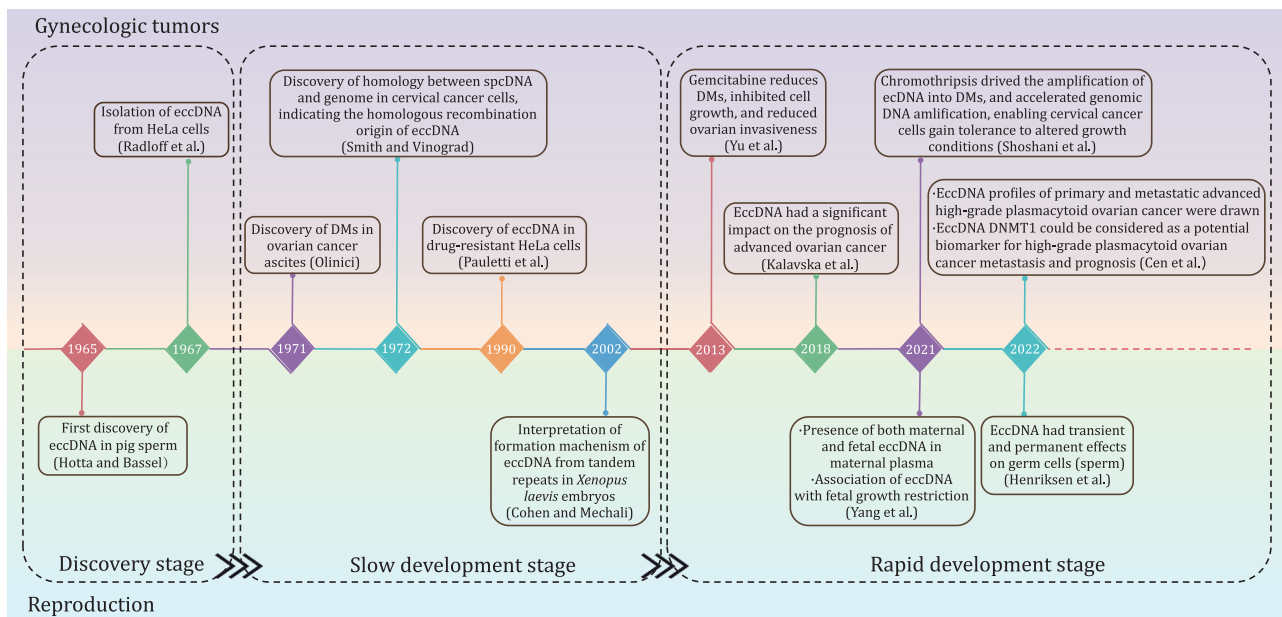 Gynecologic tumors
Isolation of eccDNA
from HeLa cells
(Radloff et al.)
Discovery of homology between spcDNA
and genome in cervical cancer cells,
indicating the homologous recombination
origin of eccDNA
(Smith and Vinograd)
Gemcitabine reduces
DMs, inhibited cell
growth, and reduced
ovarian invasiveness
(Yu et al.)
Chromothripsis drived the amplification of
ecDNA into DMs, and accelerated genomic
DNA amlification, enabling cervical cancer
cells gain tolerance to altered growth
conditions (Shoshani et al.)
Discovery of DMs in
ovarian cancer
ascites (Olinici)
Discovery of eccDNA in
drug-resistant HeLa cells
(Pauletti et al.)
EccDNA had a significant
impact on the prognosis of
advanced ovarian cancer
(Kalavska et al.)
·EccDNA profiles of primary and metastatic advanced
high-grade plasmacytoid ovarian cancer were drawn
·EccDNA DNMT1 could be considered as a potential
biomarker for high-grade plasmacytoid ovarian
cancer metastasis and prognosis (Cen et al.)
1965
1967
1971
1972
1990
2002
2013
2018
2021
2022
First discovery of
eccDNA in pig sperm
(Hotta and Bassel)
Interpretation of
formation machenism of
eccDNA from tandem
repeats in Xenopus
laevis embryos
(Cohen and Mechali)
·Presence of both maternal
and fetal eccDNA in
maternal plasma
·Association of eccDNA
with fetal growth restriction
(Yang et al.)
EccDNA had transient
and permanent effects
on germ cells (sperm)
(Henriksen et al.)
Discovery stage
Slow development stage
Rapid development stage
Reproduction